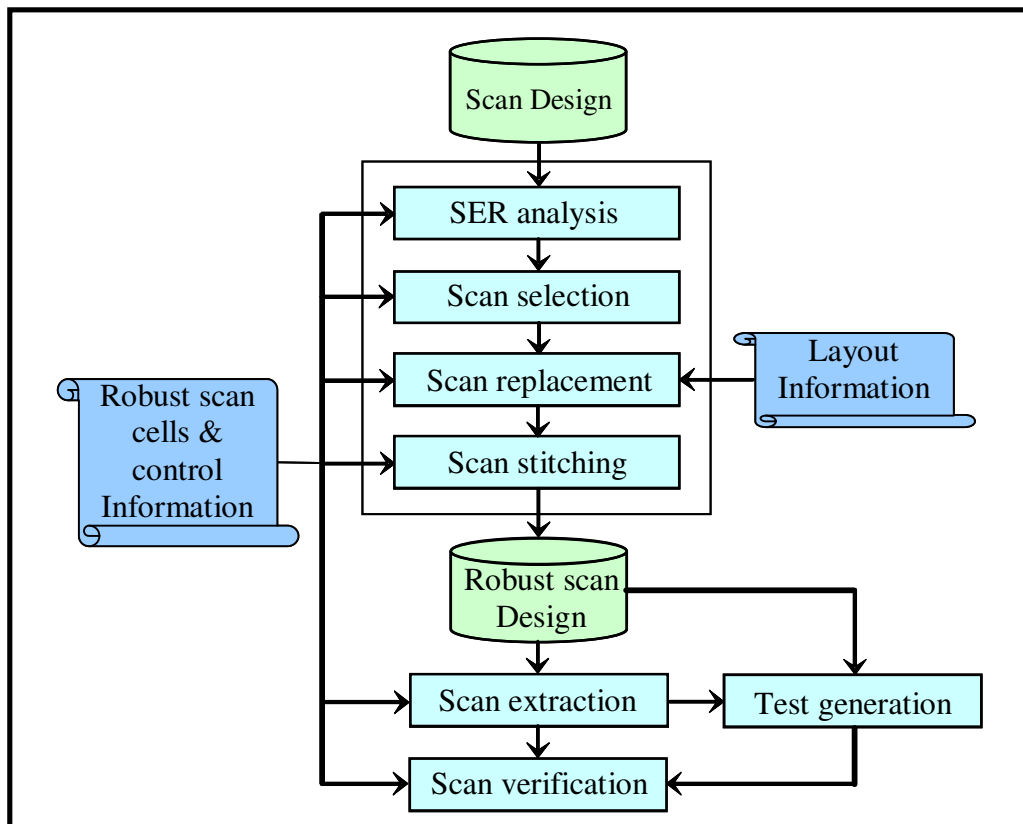 Scan Design
SER analysis
Scan selection
Scan replacement
Scan stitching
Layout
Information
Robust scan
cells &
control
Information
Robust scan
Design
Scan extraction
Test generation
Scan verification